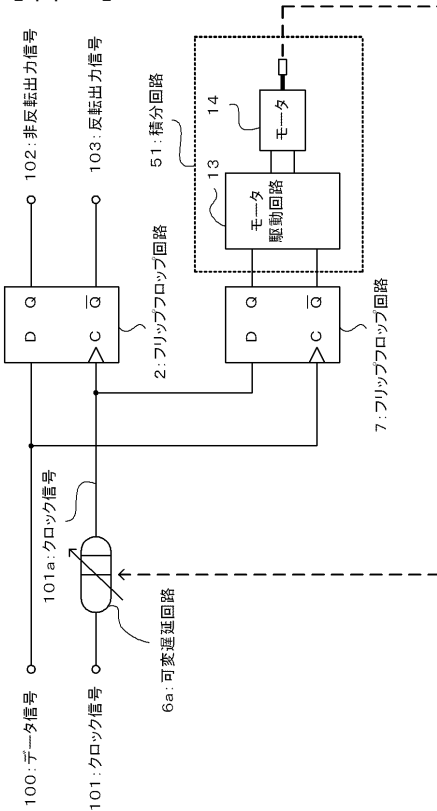 100:データ信号
101:クロック信号
6a:可変遅延回路
101a:クロック信号
D Q
C Q
2:フリップフロップ回路
102:非反転出力信号
103:反転出力信号
D Q
C Q
7:フリップフロップ回路
51:積分回路
13
モータ
駆動回路
14
モータ